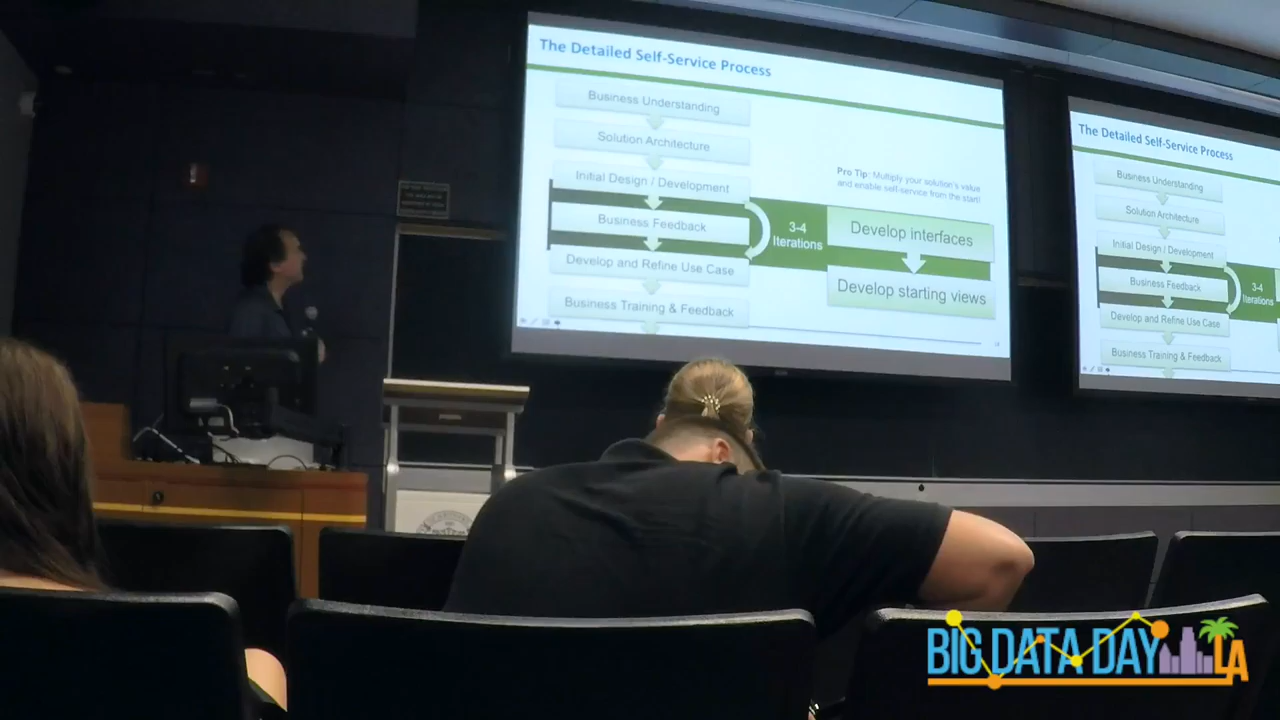 The Detailed Self-Service Process
Business Understanding
Solution Architecture
Initial Design / Development
Business Feedback
Develop and Refine Use Case
Business Training & Feedback
3-4
Iterations
Pro Tip: Multiply your solution's value
and enable self-service from the start!
Develop interfaces
Develop starting views
The Detailed Self-Service Process
Business Understanding
Solution Architecture
Initial Design / Development
Business Feedback
Develop and Refine Use Case
Business Training & Feedback
3-4
Iterations
BIG DATA DAY LA